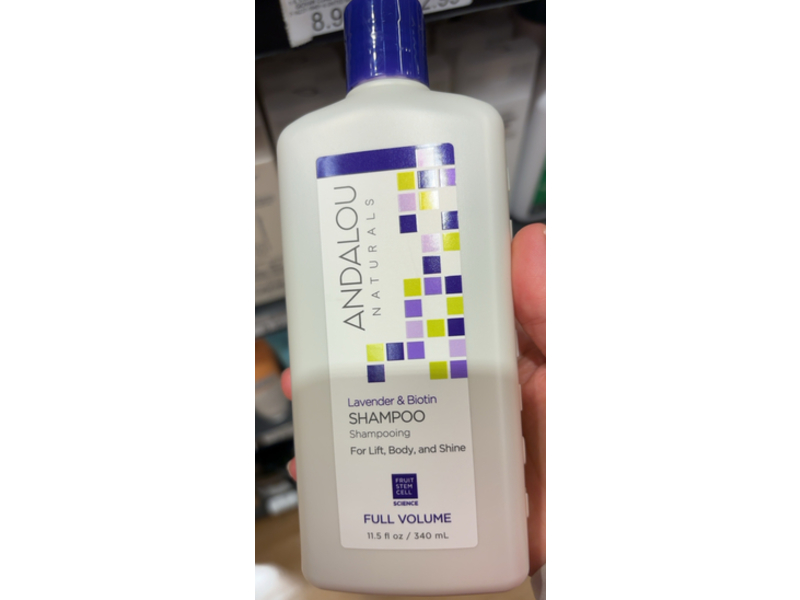 ANDALOU
NATURALS
Lavender & Biotin
SHAMPOO
Shampooing
For Lift, Body, and Shine
FRUIT
STEM
CELL
SCIENCE
FULL VOLUME
11.5 fl oz / 340 mL